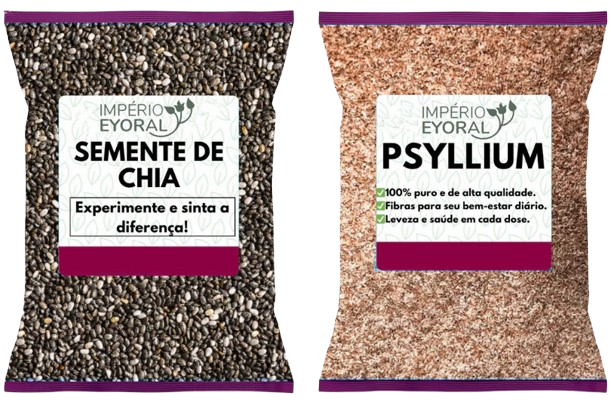 IMPÉRIO
EYORAL
SEMENTE DE
CHIA
Experimente e sinta a
diferença!
IMPÉRIO
EYORAL
PSYLLIUM
✅100% puro e de alta qualidade.
✅Fibras para seu bem-estar diário.
✅Leveza e saúde em cada dose.